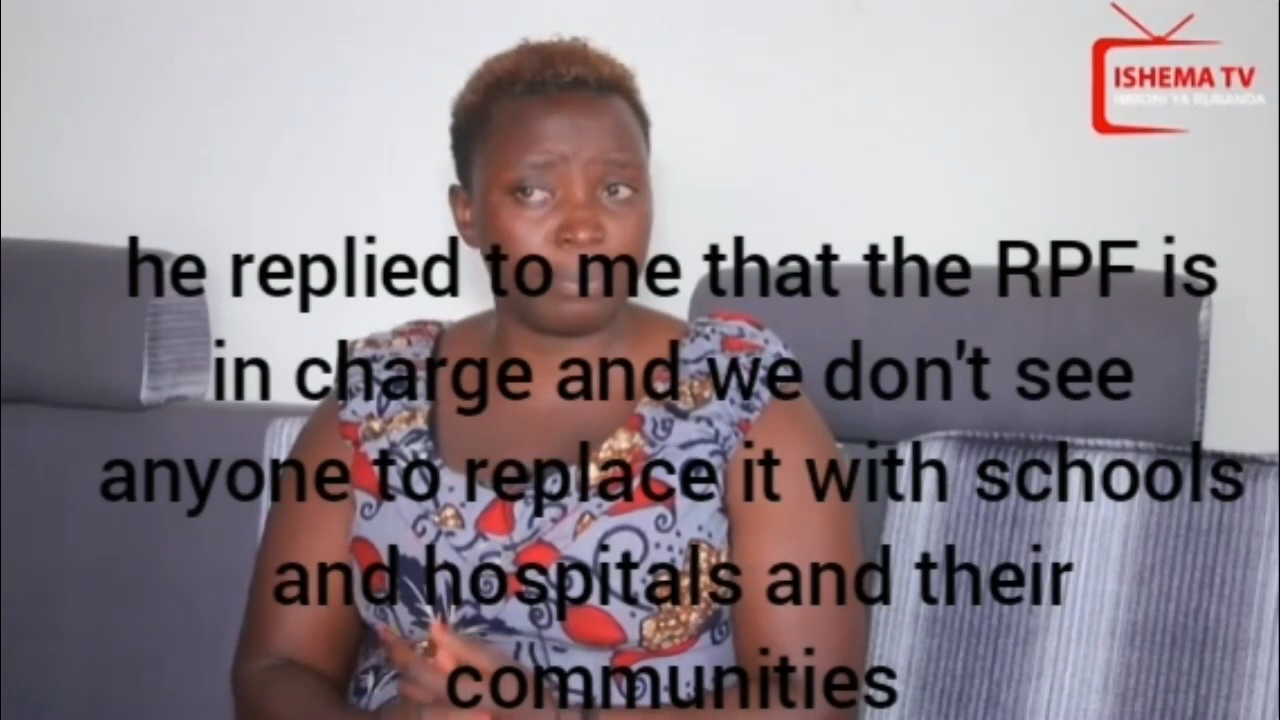 ISHEMA TV
he replied to me that the RPF is
in charge and we don't see
anyone to replace it with schools
and hospitals and their
communities